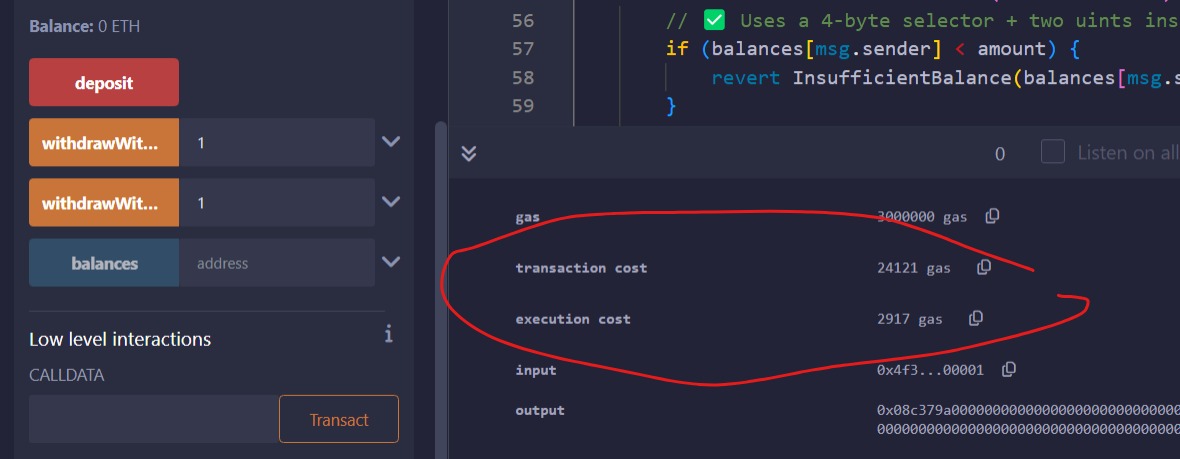 Balance: 0 ETH
deposit
withdrawWit... 1
withdrawWit... 1
balances address
Low level interactions i
CALLDATA
Transact
56 // ✅ Uses a 4-byte selector + two uints ins
57 if (balances[msg.sender] < amount) {
58 revert InsufficientBalance(balances[msg.s
59 }
0 Listen on all
gas 3000000 gas
transaction cost 24121 gas
execution cost 2917 gas
input 0x4f3...00001
output 0x08c379a0000000000000000000000000